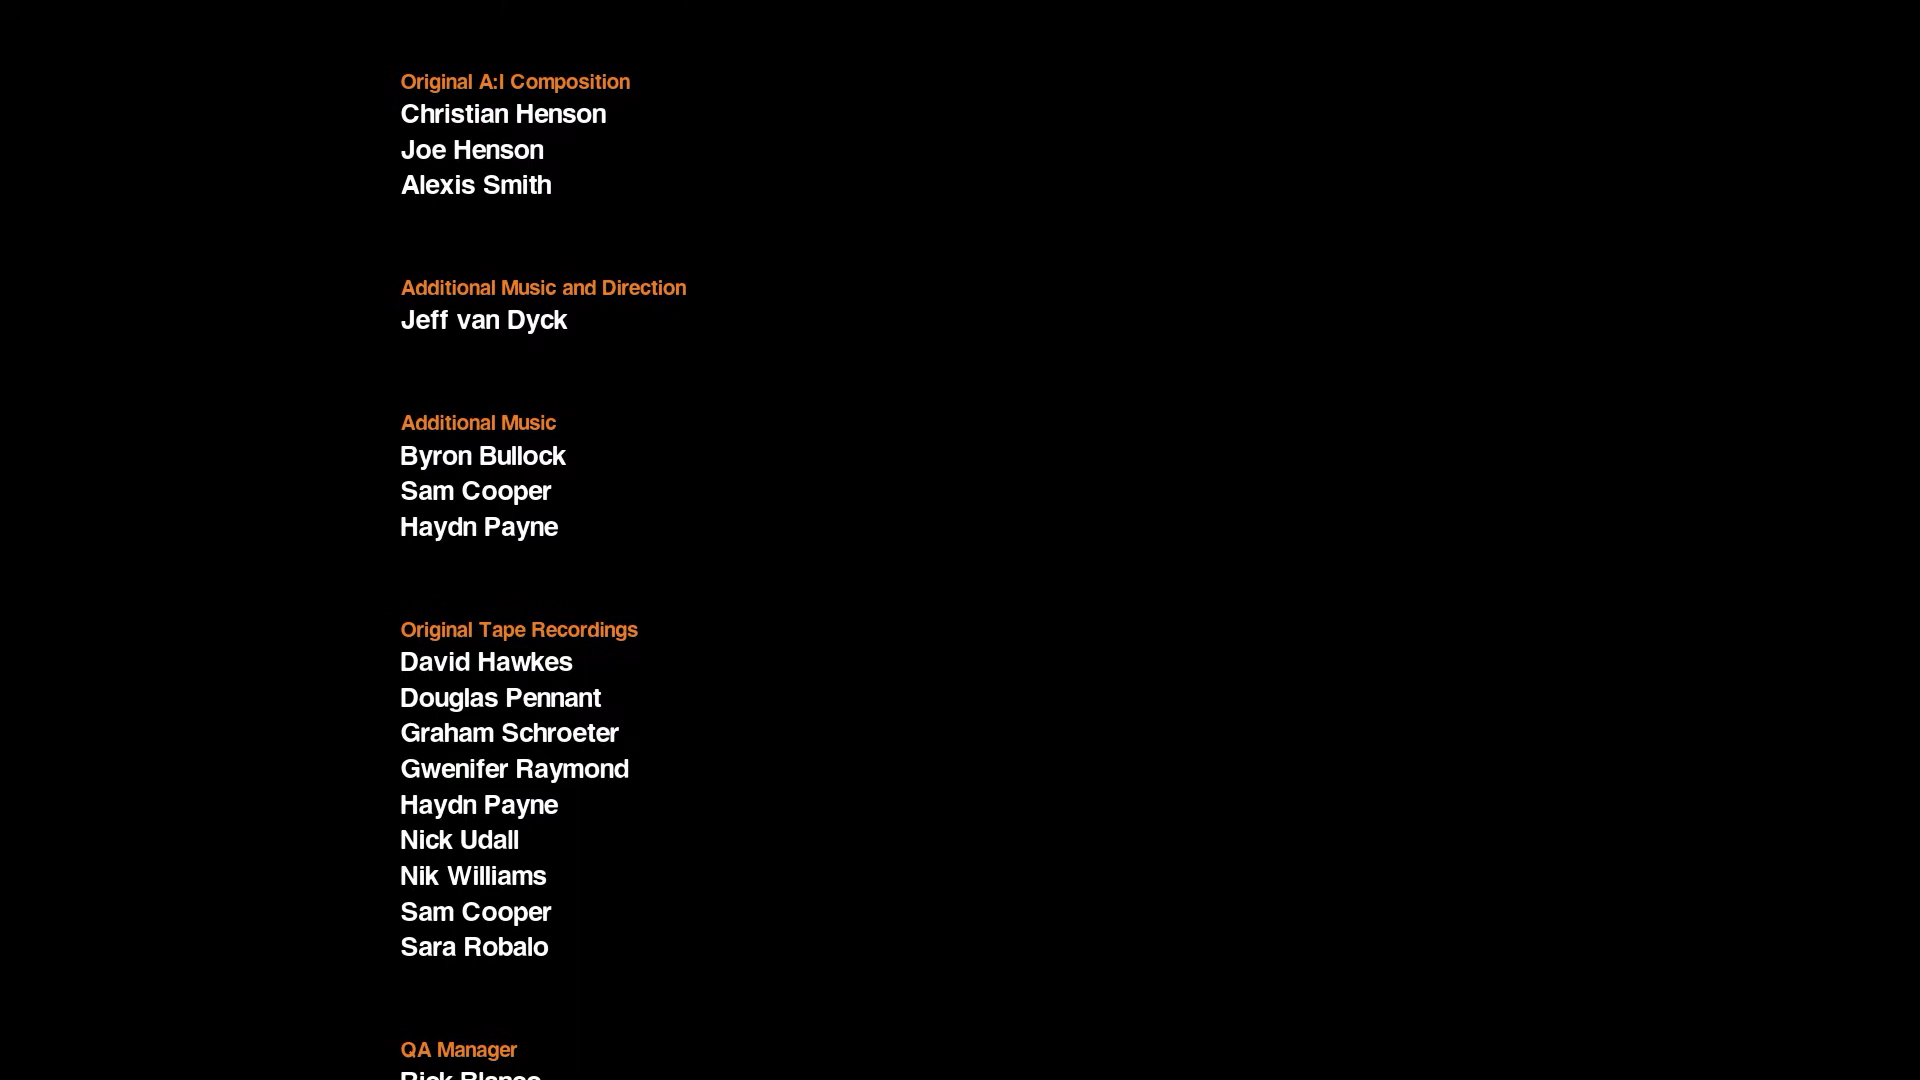 Original A:I Composition
Christian Henson
Joe Henson
Alexis Smith
Additional Music and Direction
Jeff van Dyck
Additional Music
Byron Bullock
Sam Cooper
Haydn Payne
Original Tape Recordings
David Hawkes
Douglas Pennant
Graham Schroeter
Gwenifer Raymond
Haydn Payne
Nick Udall
Nik Williams
Sam Cooper
Sara Robalo
QA Manager